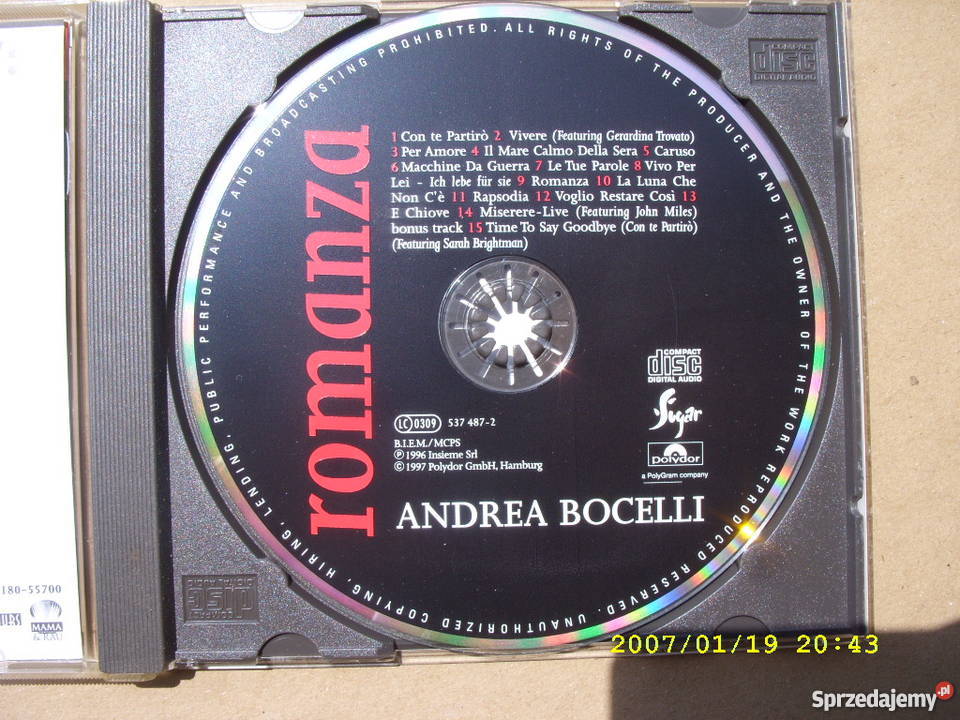 UNAUTHORIZED COPYING, HIRING, LENDING, PUBLIC PERFORMANCE AND BROADCASTING PROHIBITED. ALL RIGHTS OF THE PRODUCER AND THE OWNER OF THE WORK REPRODUCED RESERVED.
COMPACT
disc
DIGITAL AUDIO
romanza
1 Con te Partirò 2 Vivere (Featuring Gerardina Trovato)
3 Per Amore 4 Il Mare Calmo Della Sera 5 Caruso
6 Macchine Da Guerra 7 Le Tue Parole 8 Vivo Per
Lei - Ich lebe für sie 9 Romanza 10 La Luna Che
Non C'è 11 Rapsodia 12 Voglio Restare Così 13
E Chiove 14 Miserere-Live (Featuring John Miles)
bonus track 15 Time To Say Goodbye (Con te Partirò)
(Featuring Sarah Brightman)
COMPACT
disc
DIGITAL AUDIO
Sugar
polydor
a PolyGram company
LC 0309 537 487-2
B.I.E.M./MCPS
℗ 1996 Insieme Srl
© 1997 Polydor GmbH, Hamburg
ANDREA BOCELLI
180-55700
MAMA
COMPACT
disc
DIGITAL AUDIO
2007/01/19 20:43
Sprzedajemy.pl